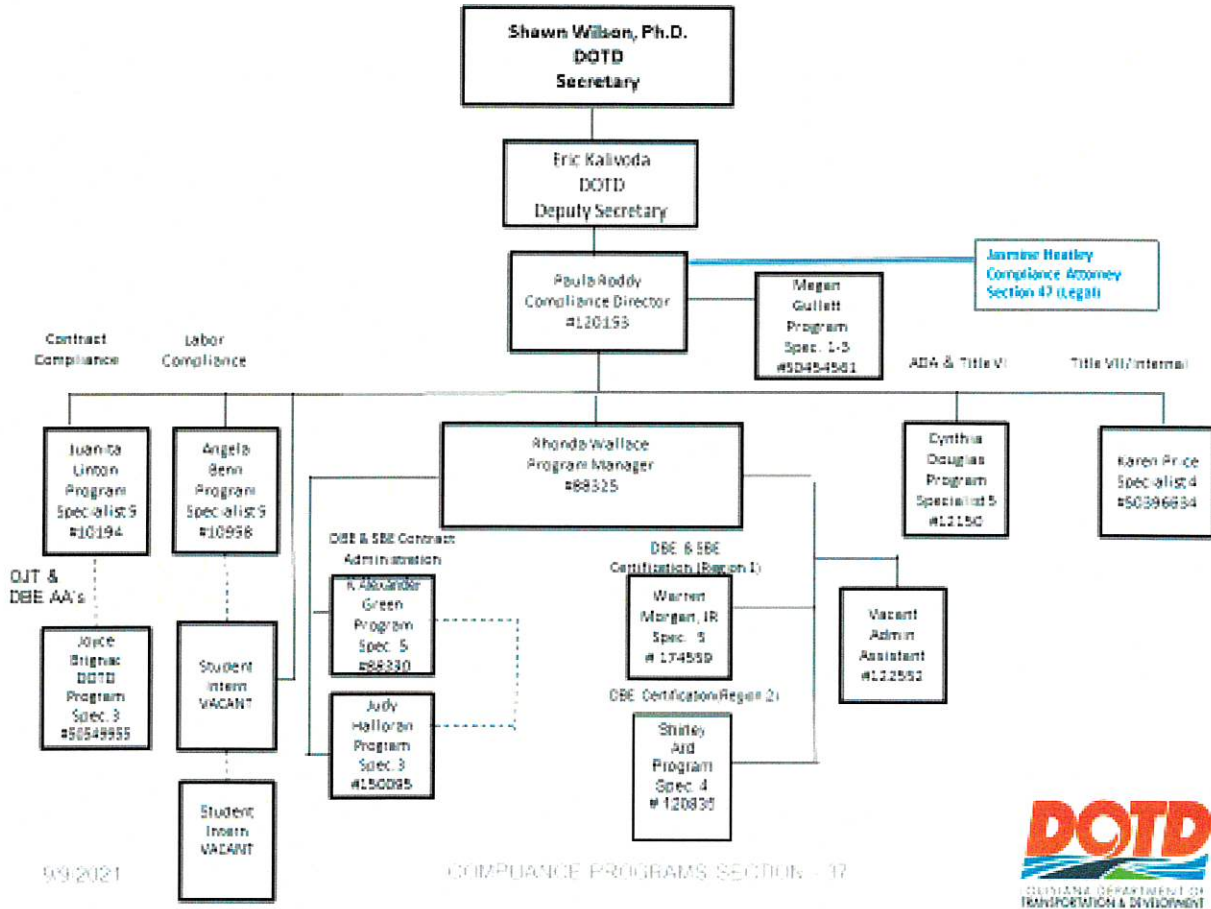 Shawn Wilson, Ph.D.
DOTD
Secretary
Eric Kalivoda
DOTD
Deputy Secretary
Paula Roddy
Compliance Director
#120193
Megan
Gullett
Program
Spec. 1-3
#50454561
Jasmine Heatley
Compliance Attorney
Section 47 (Legal)
Contract
Compliance
Labor
Compliance
ADA & Title VI
Title VII/Internal
Juanita
Linton
Program
Specialist 5
#10194
Angela
Benn
Program
Specialist 5
#10998
Rhonda Wallace
Program Manager
#88325
Cynthia
Douglas
Program
Specialist 5
#12150
Karen Price
Specialist 4
#50396634
OJT &
DBE AA's
Joyce
Brignac
DOTD
Program
Spec. 3
#50549955
Student
Intern
VACANT
Student
Intern
VACANT
DBE & SBE Contract
Administration
K Alexander
Green
Program
Spec. 5
#88330
Judy
Halloran
Program
Spec. 3
#150095
DBE & SBE
Certification (Region 1)
Warren
Morgan, JR
Spec. 5
# 174559
DBE Certification (Region 2)
Shirley
Ard
Program
Spec. 4
# 120835
Vacant
Admin
Assistant
#122552
9/9/2021
COMPLIANCE PROGRAMS SECTION - 37
DOTD
LOUISIANA DEPARTMENT OF
TRANSPORTATION & DEVELOPMENT